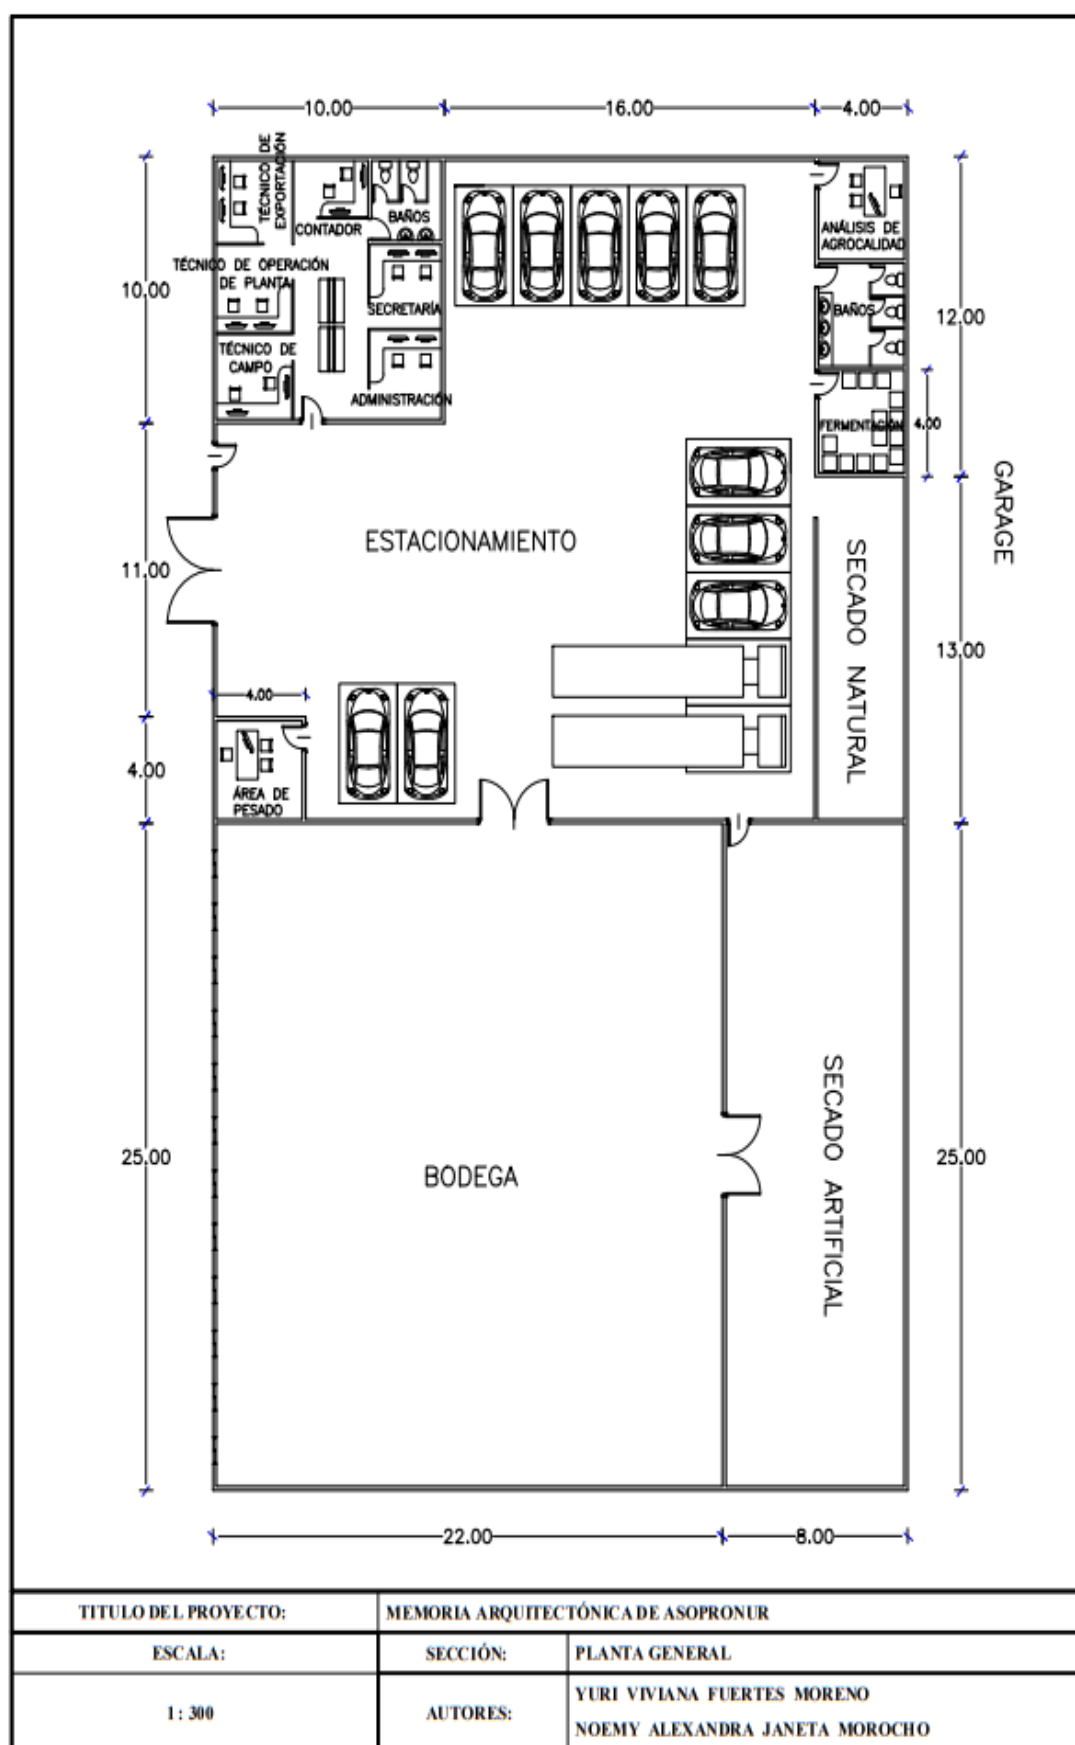 10.00
16.00
4.00
TÉCNICO DE
EXPORTACIÓN
CONTADOR
BAÑOS
ANÁLISIS DE
AGROCALIDAD
TÉCNICO DE OPERACIÓN
DE PLANTA
10.00
SECRETARÍA
BAÑOS
12.00
TÉCNICO DE
CAMPO
ADMINISTRACIÓN
FERMENTACIÓN
4.00
GARAGE
ESTACIONAMIENTO
11.00
SECADO NATURAL
13.00
4.00
4.00
ÁREA DE
PESADO
25.00
BODEGA
SECADO ARTIFICIAL
25.00
22.00
8.00
TITULO DEL PROYECTO:
MEMORIA ARQUITECTÓNICA DE ASOPRONUR
ESCALA:
SECCIÓN:
PLANTA GENERAL
1 : 300
AUTORES:
YURI VIVIANA FUERTES MORENO
NOEMY ALEXANDRA JANETA MOROCHO